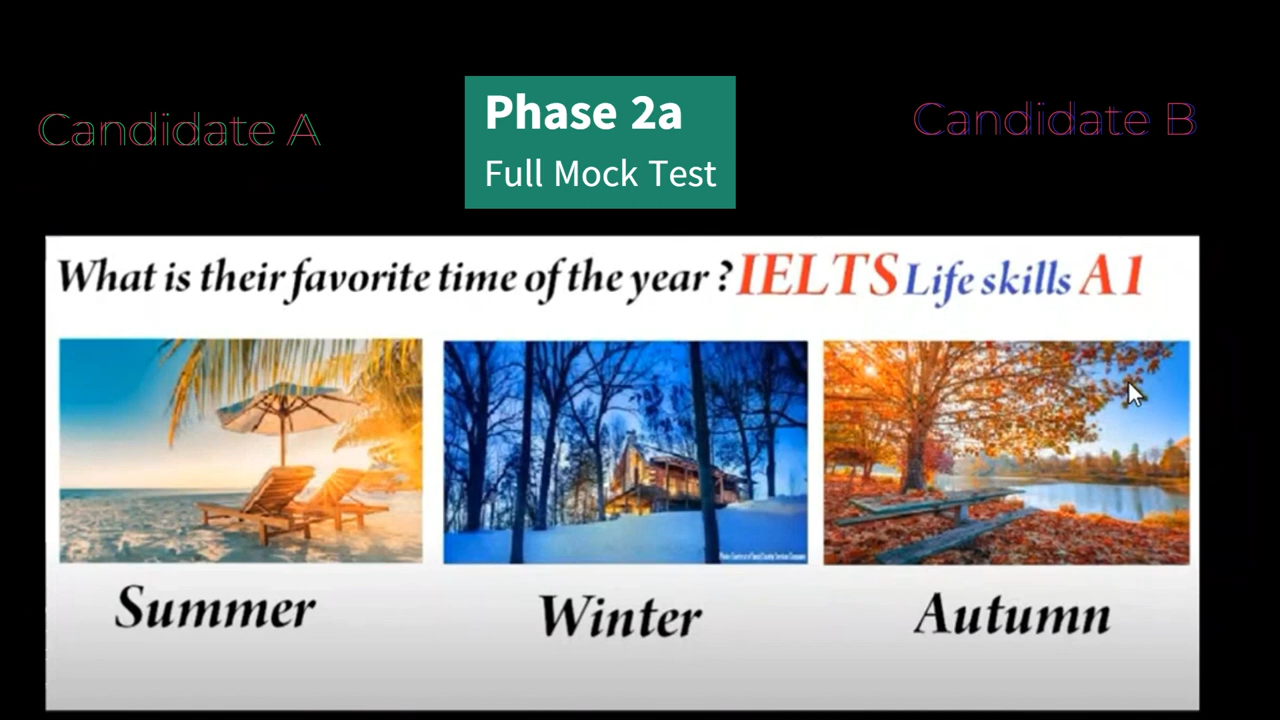 Candidate A
Phase 2a
Full Mock Test
Candidate B
What is their favorite time of the year ? IELTS Life skills A1
Summer
Winter
Autumn